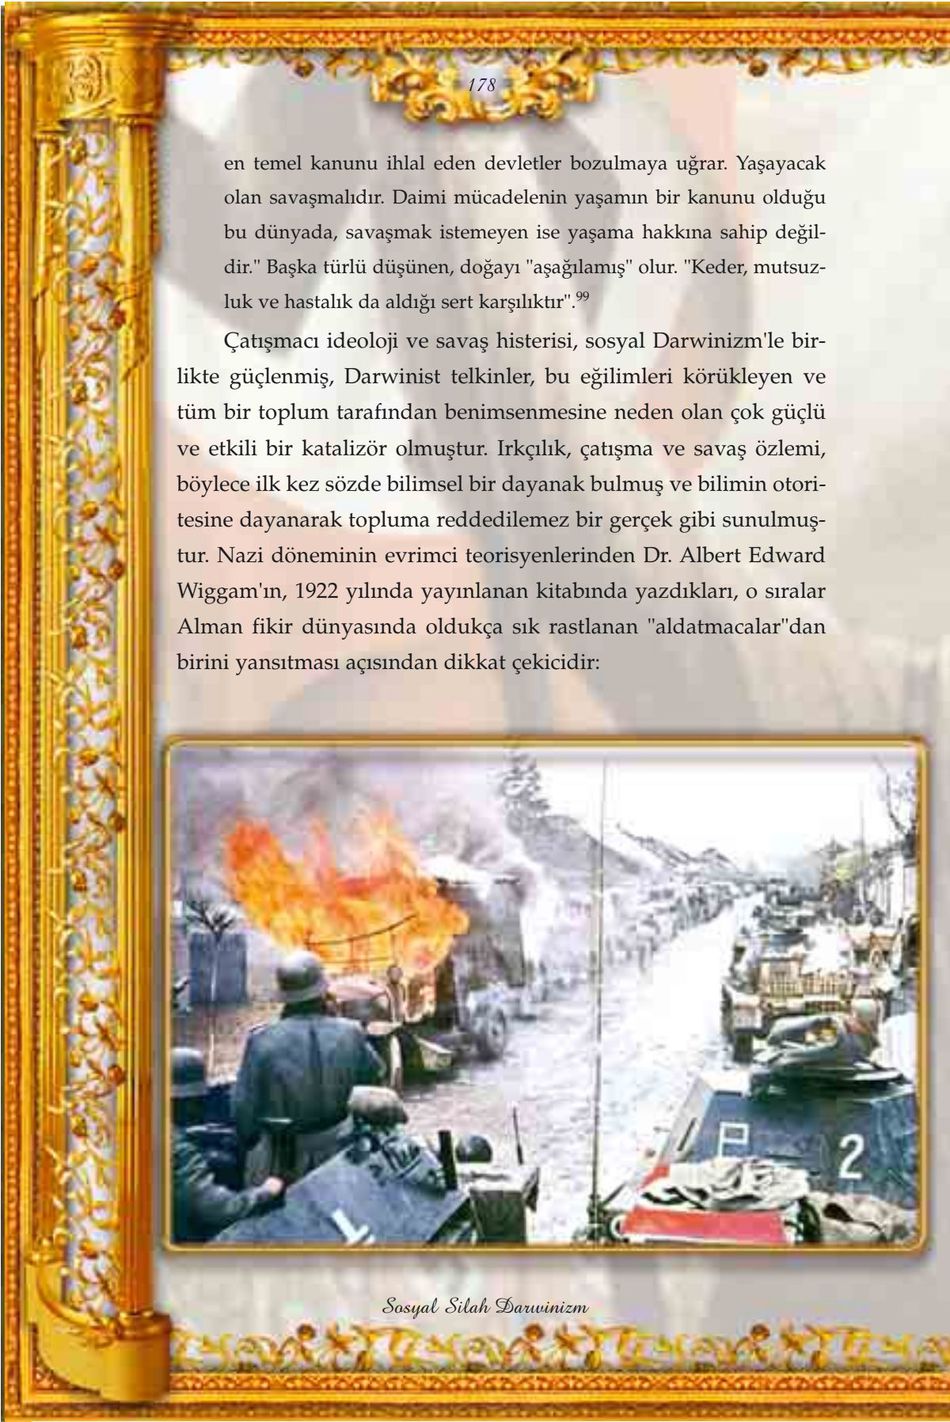 178
en temel kanunu ihlal eden devletler bozulmaya uğrar. Yaşayacak
olan savaşmalıdır. Daimi mücadelenin yaşamın bir kanunu olduğu
bu dünyada, savaşmak istemeyen ise yaşama hakkına sahip değil-
dir." Başka türlü düşünen, doğayı "aşağılamış" olur. "Keder, mutsuz-
luk ve hastalık da aldığı sert karşılıktır".99
Çatışmacı ideoloji ve savaş histerisi, sosyal Darwinizm'le bir-
likte güçlenmiş, Darwinist telkinler, bu eğilimleri körükleyen ve
tüm bir toplum tarafından benimsenmesine neden olan çok güçlü
ve etkili bir katalizör olmuştur. Irkçılık, çatışma ve savaş özlemi,
böylece ilk kez sözde bilimsel bir dayanak bulmuş ve bilimin otori-
tesine dayanarak topluma reddedilemez bir gerçek gibi sunulmuş-
tur. Nazi döneminin evrimci teorisyenlerinden Dr. Albert Edward
Wiggam'ın, 1922 yılında yayınlanan kitabında yazdıkları, o sıralar
Alman fikir dünyasında oldukça sık rastlanan "aldatmacalar"dan
birini yansıtması açısından dikkat çekicidir:
2
Sosyal Silah Darwinizm